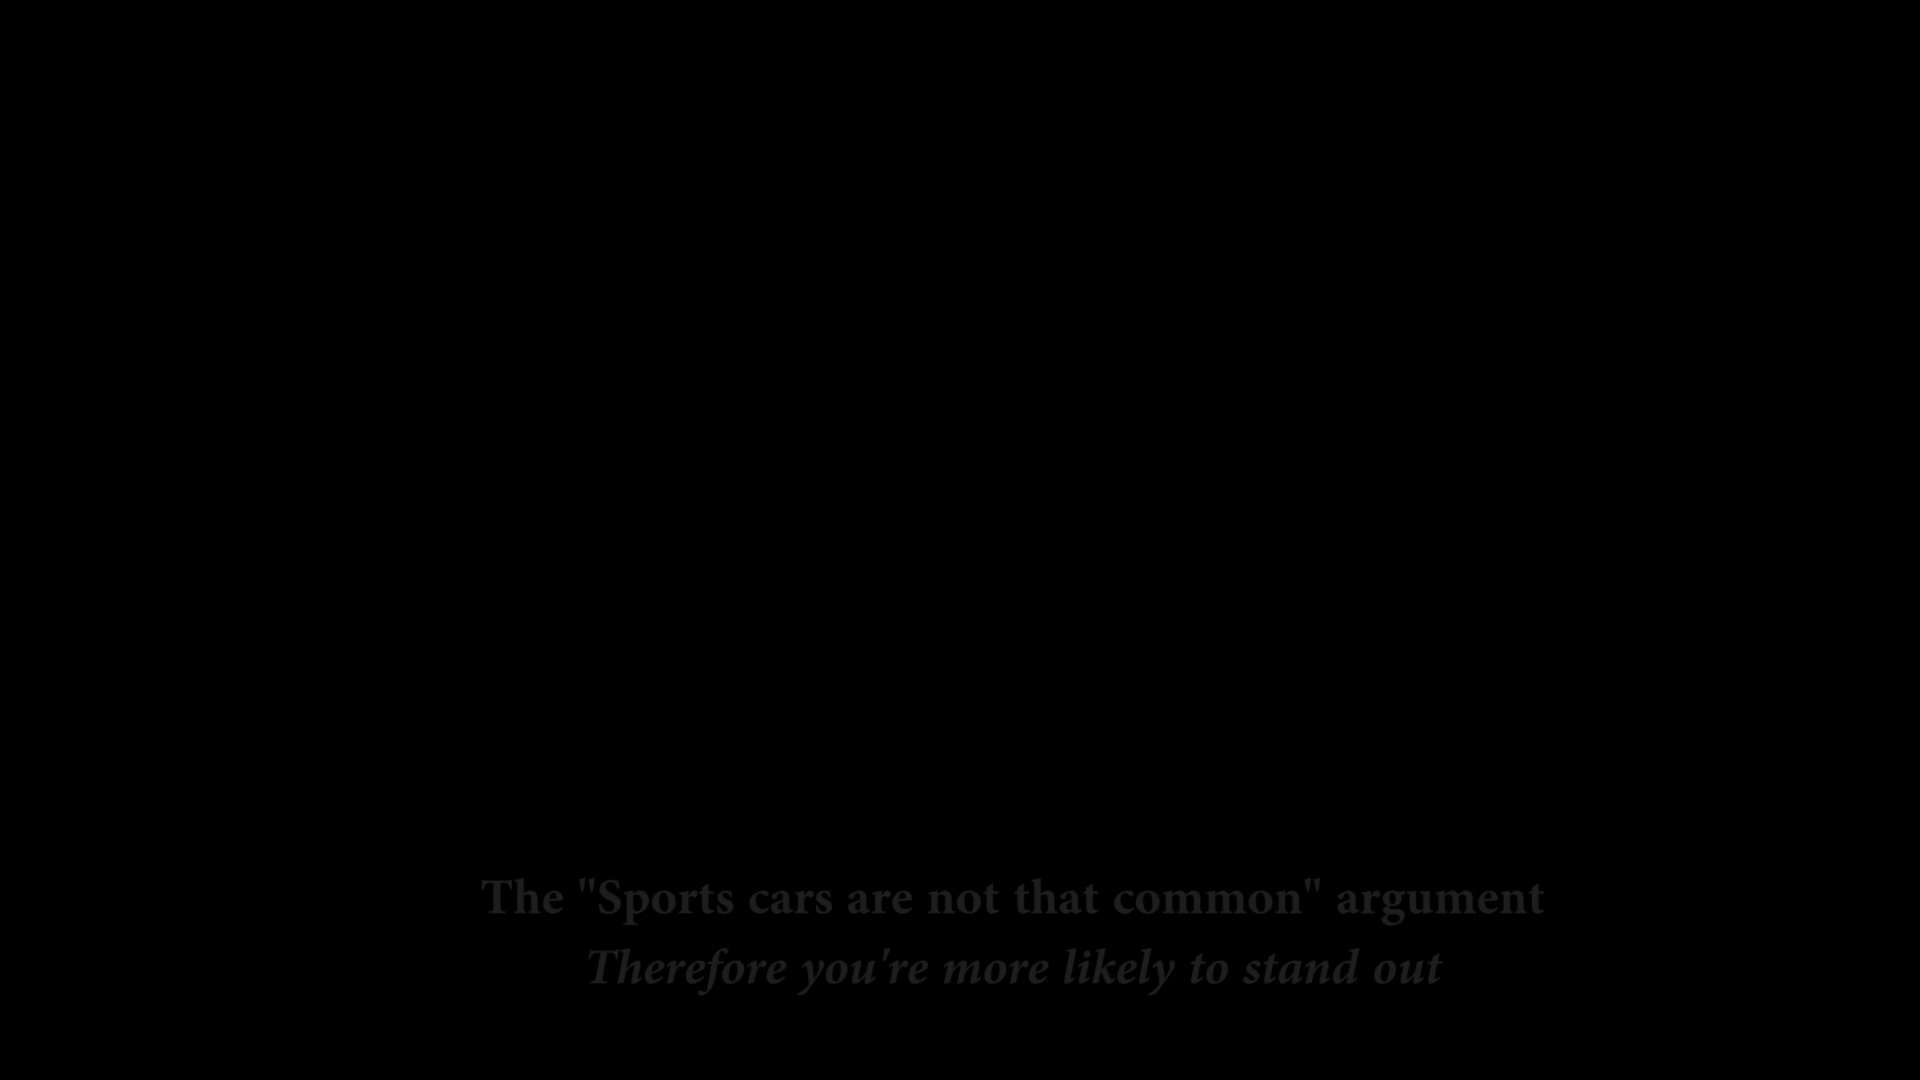 The "Sports cars are not that common" argument
Therefore you're more likely to stand out